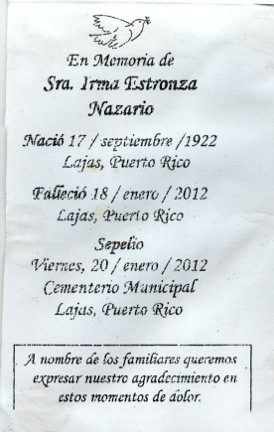 En Memoria de
Sra. Irma Estronza
Nazario
Nació 17 / septiembre /1922
Lajas, Puerto Rico
Falleció 18 / enero / 2012
Lajas, Puerto Rico
Sepelio
Viernes, 20 / enero / 2012
Cementerio Municipal
Lajas, Puerto Rico
A nombre de los familiares queremos
expresar nuestro agradecimiento en
estos momentos de dolor.